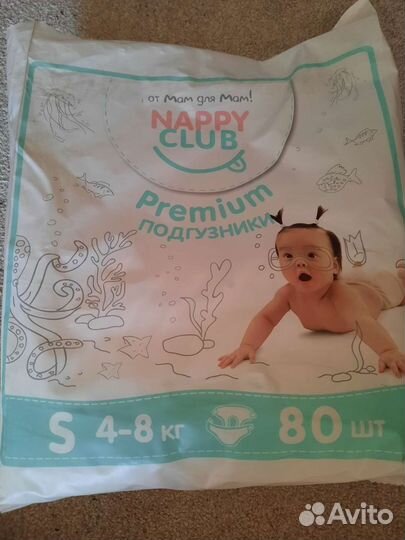 от мам для мам!
NAPPY
CLUB
Premium
ПОДГУЗНИКИ
S 4-8 кг 80 шт
Avito